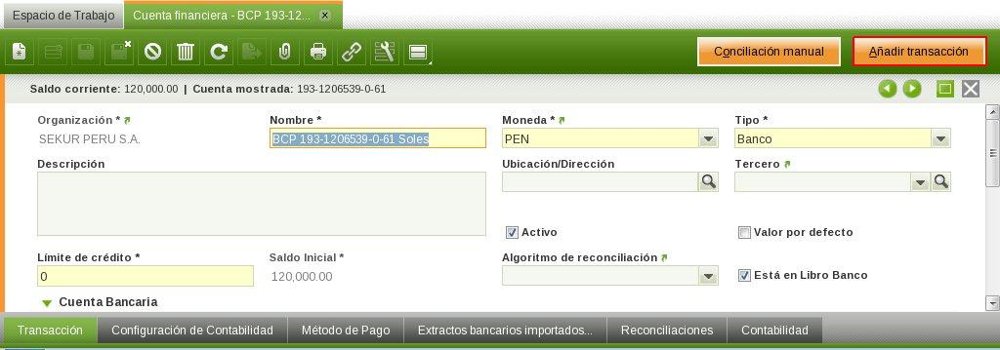 Espacio de Trabajo Cuenta financiera - BCP 193-12...
Conciliación manual Añadir transacción
Saldo corriente: 120,000.00 | Cuenta mostrada: 193-1206539-0-61
Organización * Nombre * Moneda * Tipo *
SEKUR PERU S.A. BCP 193-1206539-0-61 Soles PEN Banco
Descripción Ubicación/Dirección Tercero
Activo Valor por defecto
Límite de crédito * Saldo Inicial * Algoritmo de reconciliación
0 120,000.00 Está en Libro Banco
Cuenta Bancaria
Transacción Configuración de Contabilidad Método de Pago Extractos bancarios importados... Reconciliaciones Contabilidad